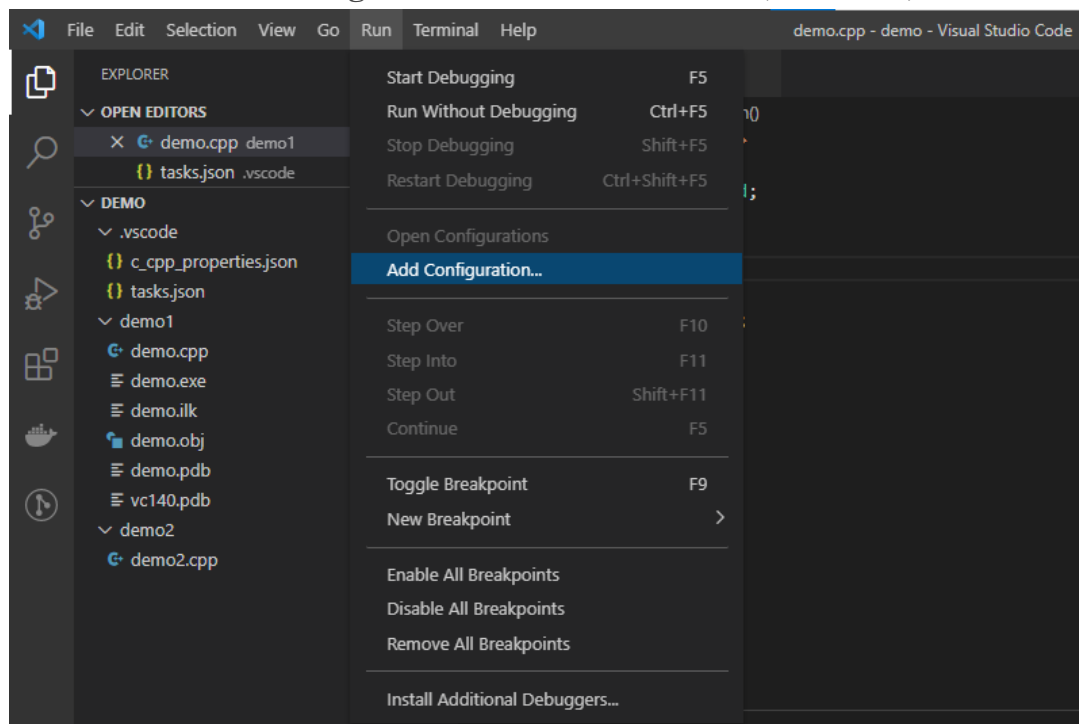 File Edit Selection View Go Run Terminal Help demo.cpp - demo - Visual Studio Code
EXPLORER
OPEN EDITORS
demo.cpp demo1
{} tasks.json .vscode
DEMO
.vscode
{} c_cpp_properties.json
{} tasks.json
demo1
demo.cpp
demo.exe
demo.ilk
demo.obj
demo.pdb
vc140.pdb
demo2
demo2.cpp
Start Debugging F5
Run Without Debugging Ctrl+F5
Stop Debugging Shift+F5
Restart Debugging Ctrl+Shift+F5
Open Configurations
Add Configuration...
Step Over F10
Step Into F11
Step Out Shift+F11
Continue F5
Toggle Breakpoint F9
New Breakpoint
Enable All Breakpoints
Disable All Breakpoints
Remove All Breakpoints
Install Additional Debuggers...